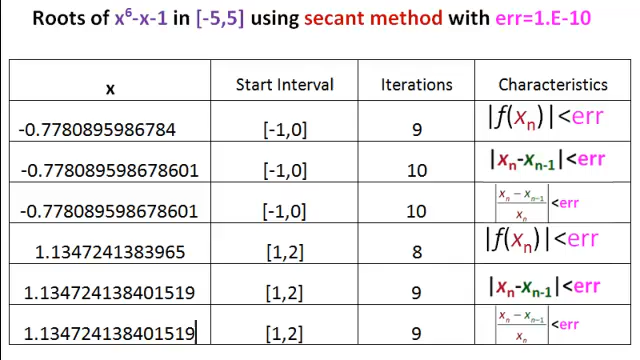 Roots of x⁶-x-1 in [-5,5] using secant method with err=1.E-10
x Start Interval Iterations Characteristics
-0.7780895986784 [-1,0] 9 |f(xₙ)|<err
-0.778089598678601 [-1,0] 10 |xₙ-xₙ₋₁|<err
-0.778089598678601 [-1,0] 10 |(xₙ − xₙ₋₁)/xₙ|<err
1.1347241383965 [1,2] 8 |f(xₙ)|<err
1.134724138401519 [1,2] 9 |xₙ-xₙ₋₁|<err
1.134724138401519 [1,2] 9 |(xₙ − xₙ₋₁)/xₙ|<err